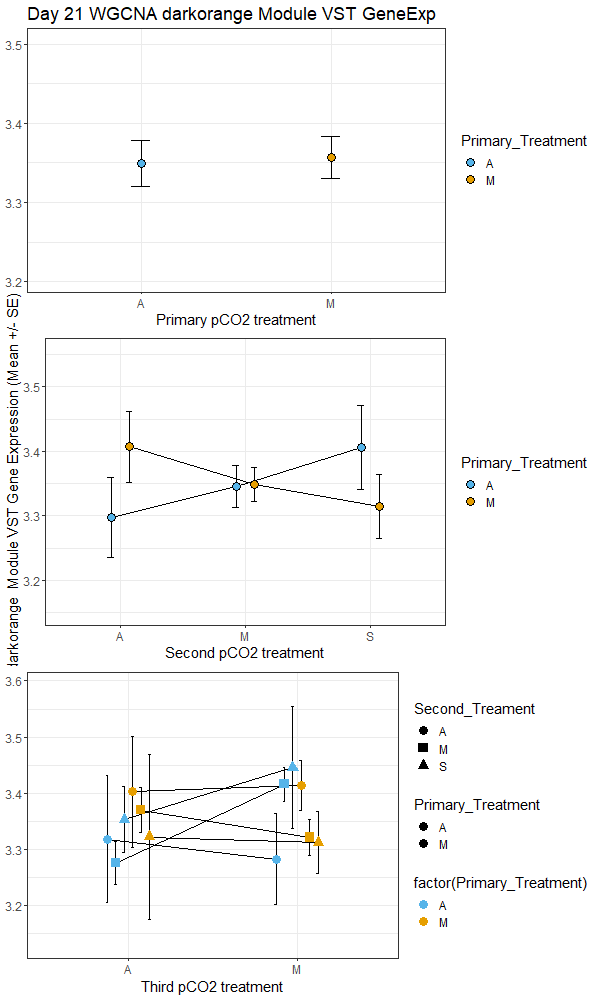 Day 21 WGCNA darkorange Module VST GeneExp
3.5
3.4
3.3
3.2
A
M
Primary pCO2 treatment
Primary_Treatment
A
M
darkorange Module VST Gene Expression (Mean +/- SE)
3.5
3.4
3.3
3.2
A
M
S
Second pCO2 treatment
Primary_Treatment
A
M
3.6
3.5
3.4
3.3
3.2
A
M
Third pCO2 treatment
Second_Treament
A
M
S
Primary_Treatment
A
M
factor(Primary_Treatment)
A
M